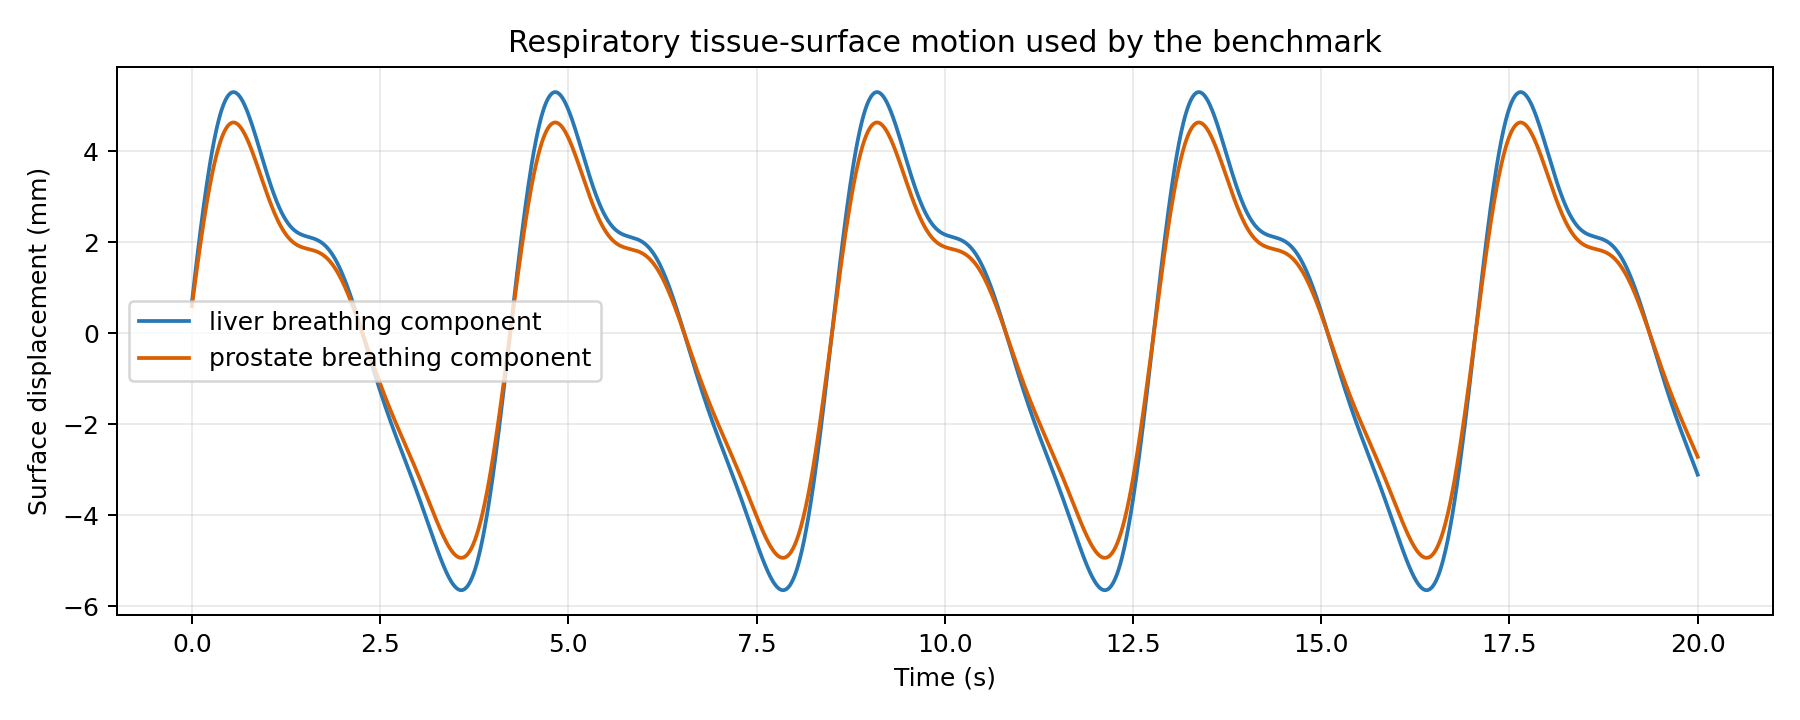 Respiratory tissue-surface motion used by the benchmark
Surface displacement (mm)
4
2
0
−2
−4
−6
liver breathing component
prostate breathing component
0.0 2.5 5.0 7.5 10.0 12.5 15.0 17.5 20.0
Time (s)